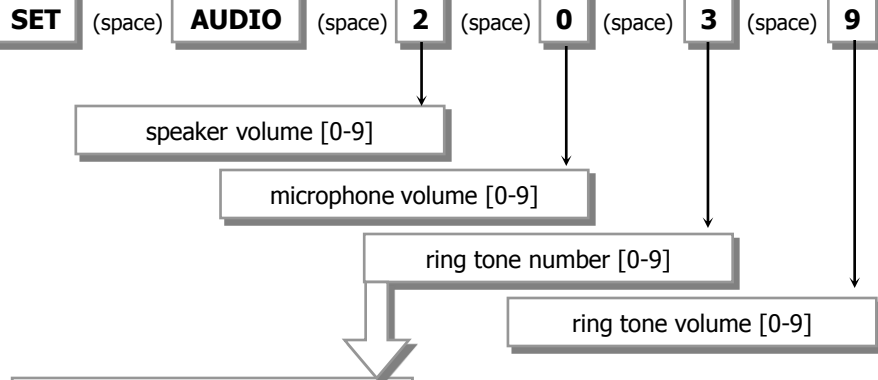 SET (space) AUDIO (space) 2 (space) 0 (space) 3 (space) 9
speaker volume [0-9]
microphone volume [0-9]
ring tone number [0-9]
ring tone volume [0-9]